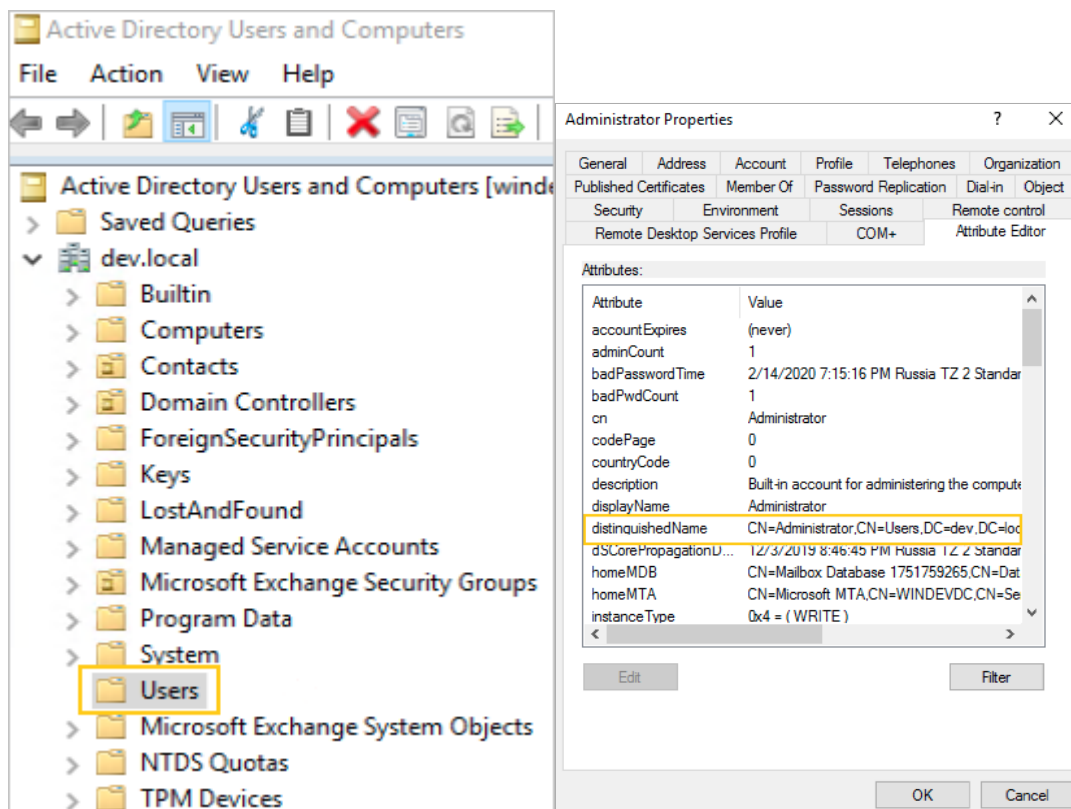 Active Directory Users and Computers
File Action View Help
Active Directory Users and Computers [winde
Saved Queries
dev.local
Builtin
Computers
Contacts
Domain Controllers
ForeignSecurityPrincipals
Keys
LostAndFound
Managed Service Accounts
Microsoft Exchange Security Groups
Program Data
System
Users
Microsoft Exchange System Objects
NTDS Quotas
TPM Devices
Administrator Properties
General Address Account Profile Telephones Organization
Published Certificates Member Of Password Replication Dial-in Object
Security Environment Sessions Remote control
Remote Desktop Services Profile COM+ Attribute Editor
Attributes:
Attribute Value
accountExpires (never)
adminCount 1
badPasswordTime 2/14/2020 7:15:16 PM Russia TZ 2 Standar
badPwdCount 1
cn Administrator
codePage 0
countryCode 0
description Built-in account for administering the compute
displayName Administrator
distinguishedName CN=Administrator,CN=Users,DC=dev,DC=loc
dSCorePropagationD... 12/3/2019 8:46:45 PM Russia TZ 2 Standar
homeMDB CN=Mailbox Database 1751759265,CN=Dat
homeMTA CN=Microsoft MTA,CN=WINDEVDC,CN=Se
instanceType 0x4 = ( WRITE )
Edit Filter
OK Cancel